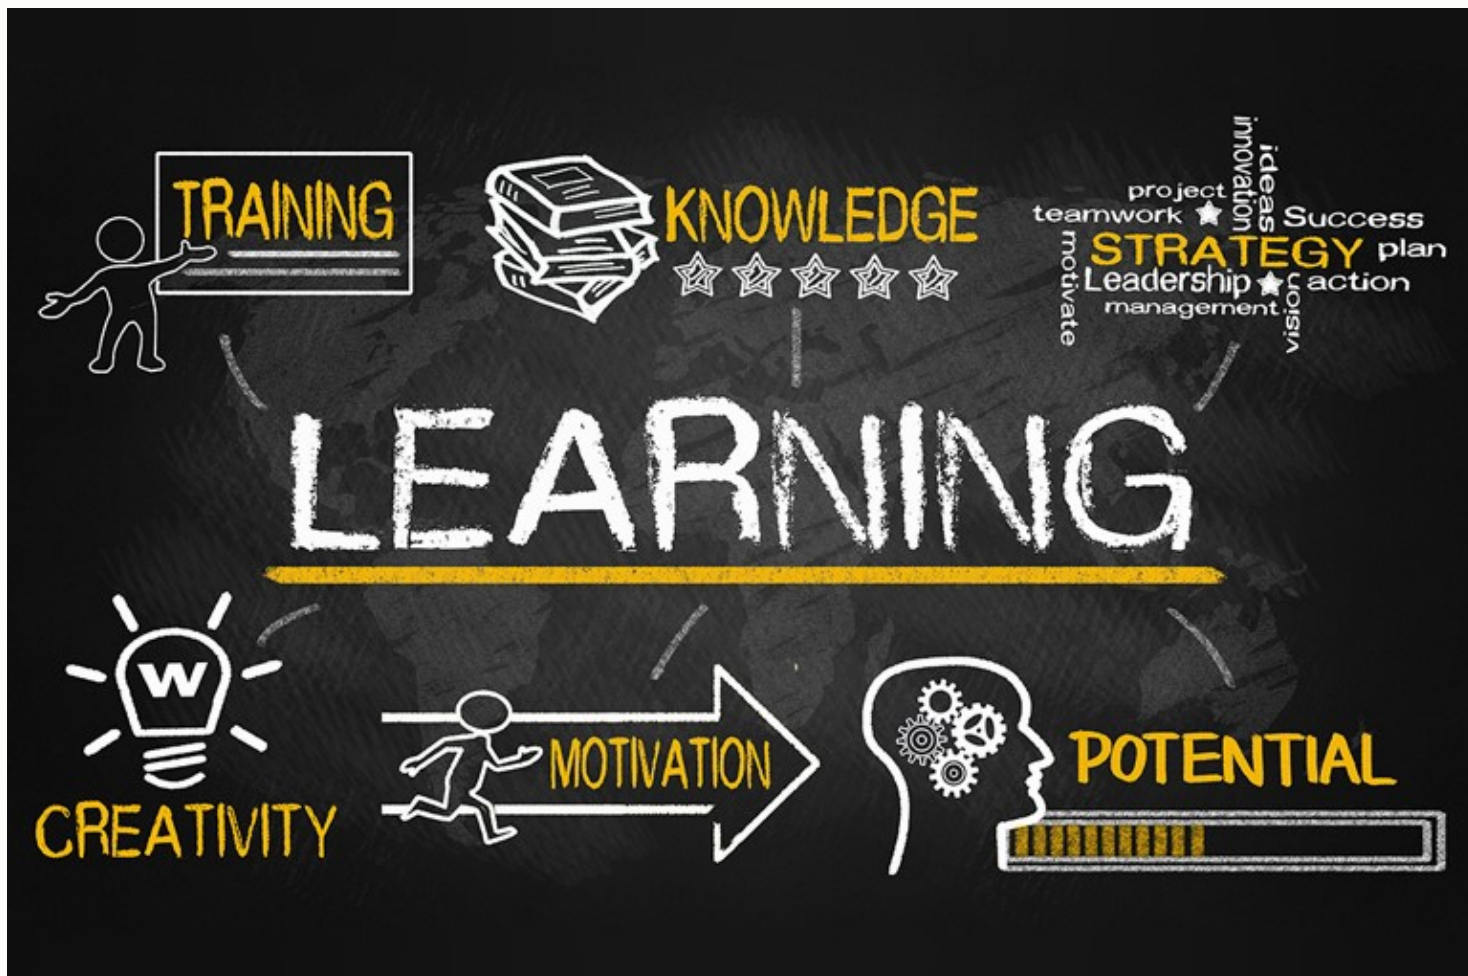 TRAINING
KNOWLEDGE
innovation
ideas
project
teamwork
Success
STRATEGY
plan
motivate
Leadership
action
management
vision
LEARNING
W
CREATIVITY
MOTIVATION
POTENTIAL